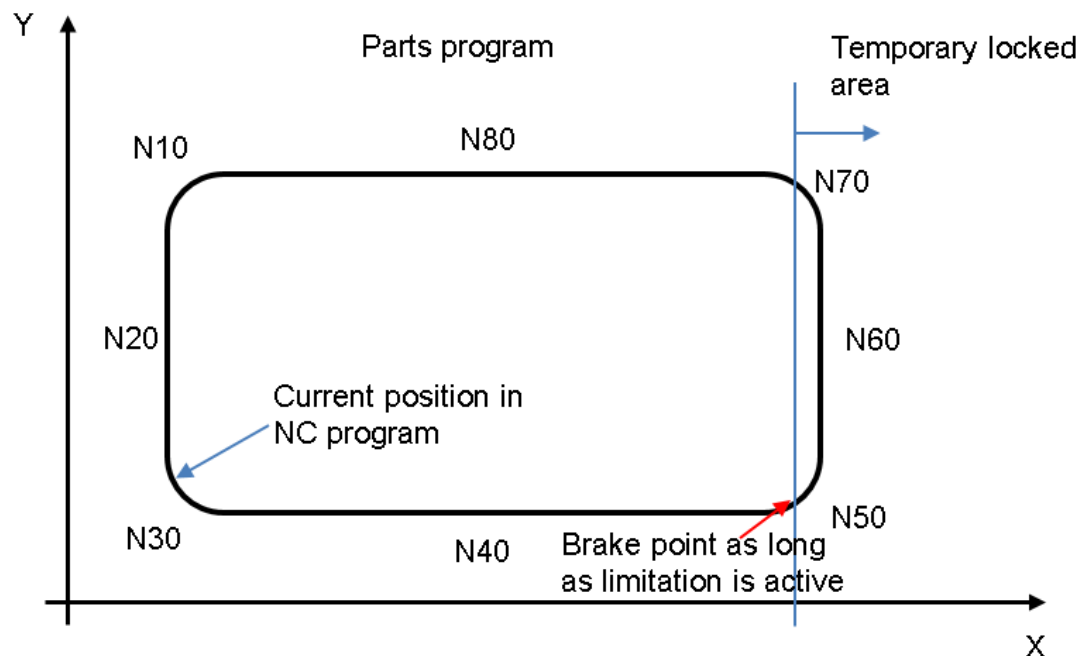 Y
Parts program
Temporary locked
area
N10
N80
N70
N20
N60
Current position in
NC program
N30
N40
N50
Brake point as long
as limitation is active
X